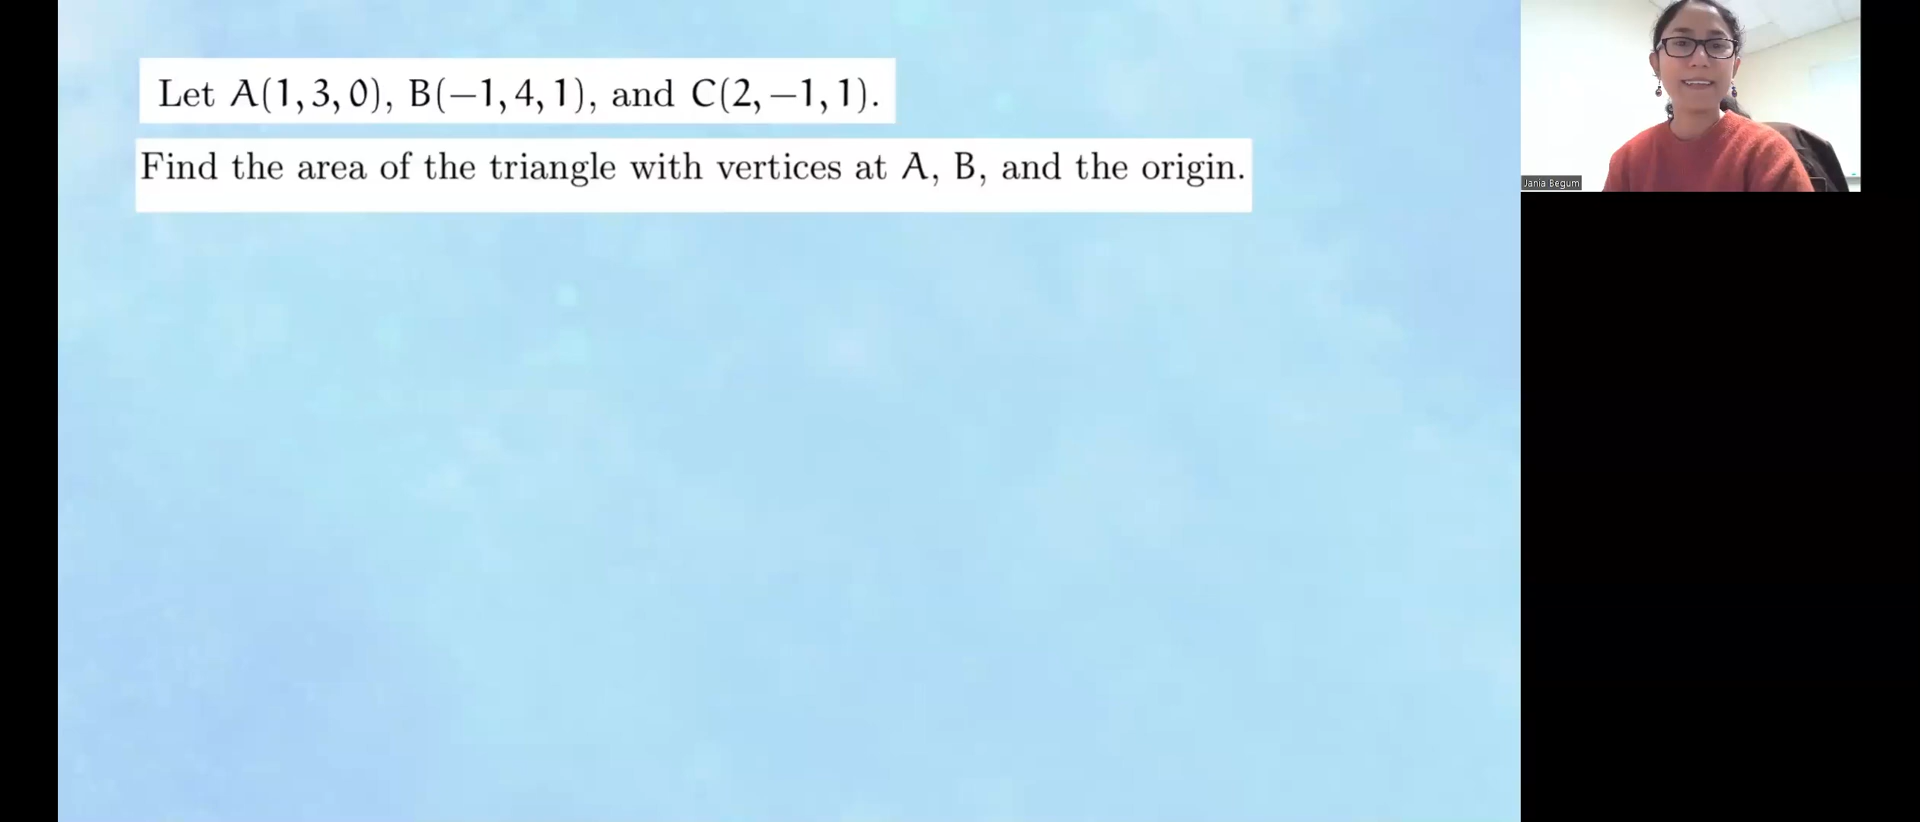 Let A(1, 3, 0), B(−1, 4, 1), and C(2, −1, 1).
Find the area of the triangle with vertices at A, B, and the origin.
Jania Begum